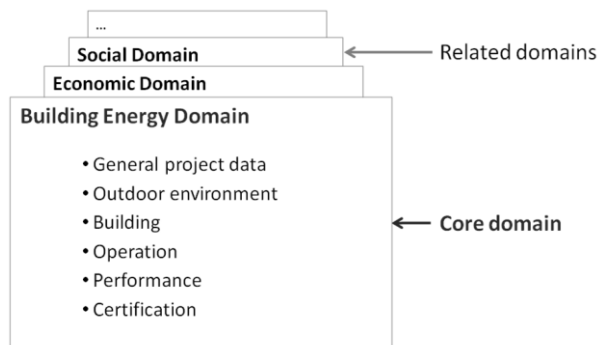 ...
Social Domain
Related domains
Economic Domain
Building Energy Domain
• General project data
• Outdoor environment
• Building
Core domain
• Operation
• Performance
• Certification